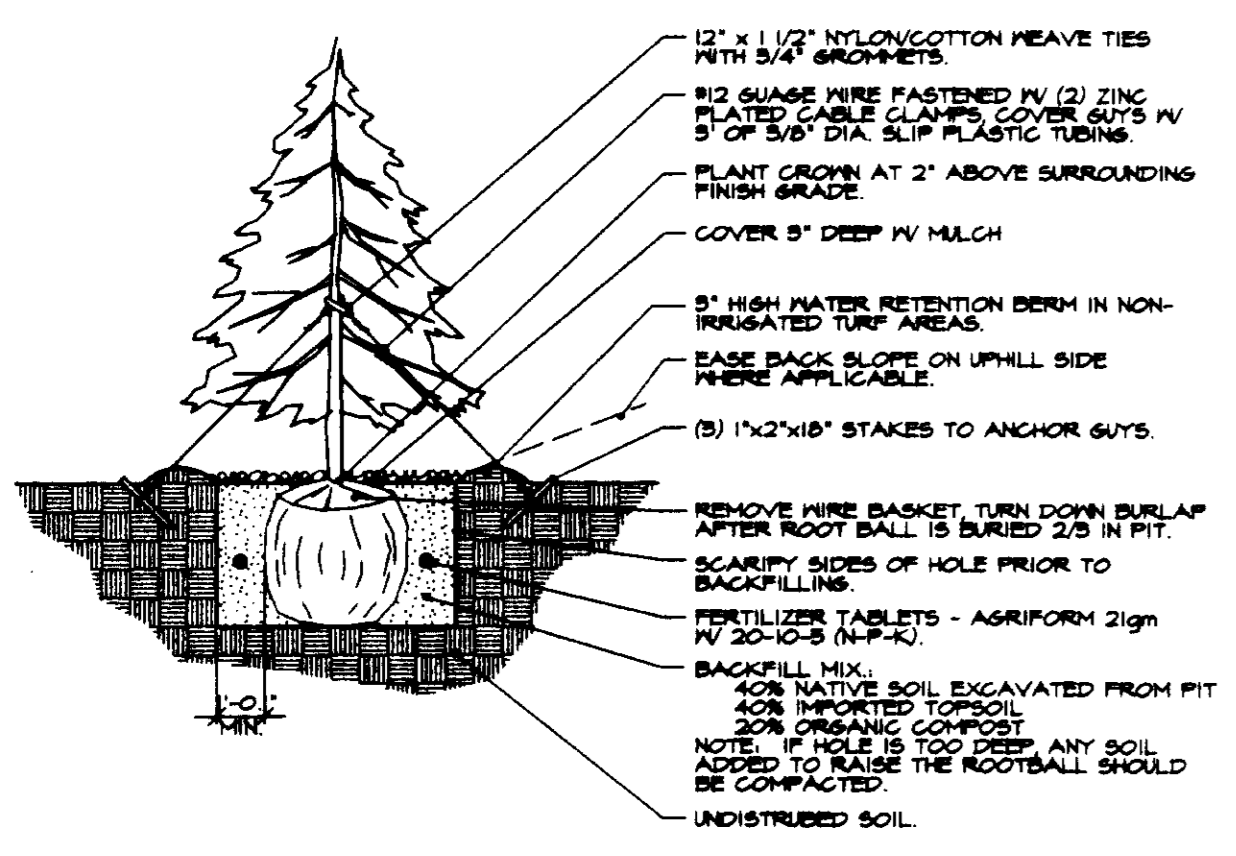 12" x 1 1/2" NYLON/COTTON WEAVE TIES
WITH 3/4" GROMMETS.
#12 GUAGE WIRE FASTENED W/ (2) ZINC
PLATED CABLE CLAMPS, COVER GUYS W/
3' OF 3/8" DIA. SLIP PLASTIC TUBING.
PLANT CROWN AT 2" ABOVE SURROUNDING
FINISH GRADE.
COVER 3" DEEP W/ MULCH
3" HIGH WATER RETENTION BERM IN NON-
IRRIGATED TURF AREAS.
EASE BACK SLOPE ON UPHILL SIDE
WHERE APPLICABLE.
(3) 1"x2"x18" STAKES TO ANCHOR GUYS.
REMOVE WIRE BASKET, TURN DOWN BURLAP
AFTER ROOT BALL IS BURIED 2/3 IN PIT.
SCARIFY SIDES OF HOLE PRIOR TO
BACKFILLING.
FERTILIZER TABLETS - AGRIFORM 21gm
W/ 20-10-5 (N-P-K).
BACKFILL MIX.:
40% NATIVE SOIL EXCAVATED FROM PIT
40% IMPORTED TOPSOIL
20% ORGANIC COMPOST
NOTE: IF HOLE IS TOO DEEP, ANY SOIL
ADDED TO RAISE THE ROOTBALL SHOULD
BE COMPACTED.
UNDISTRUBED SOIL.
1'-0"
MIN.